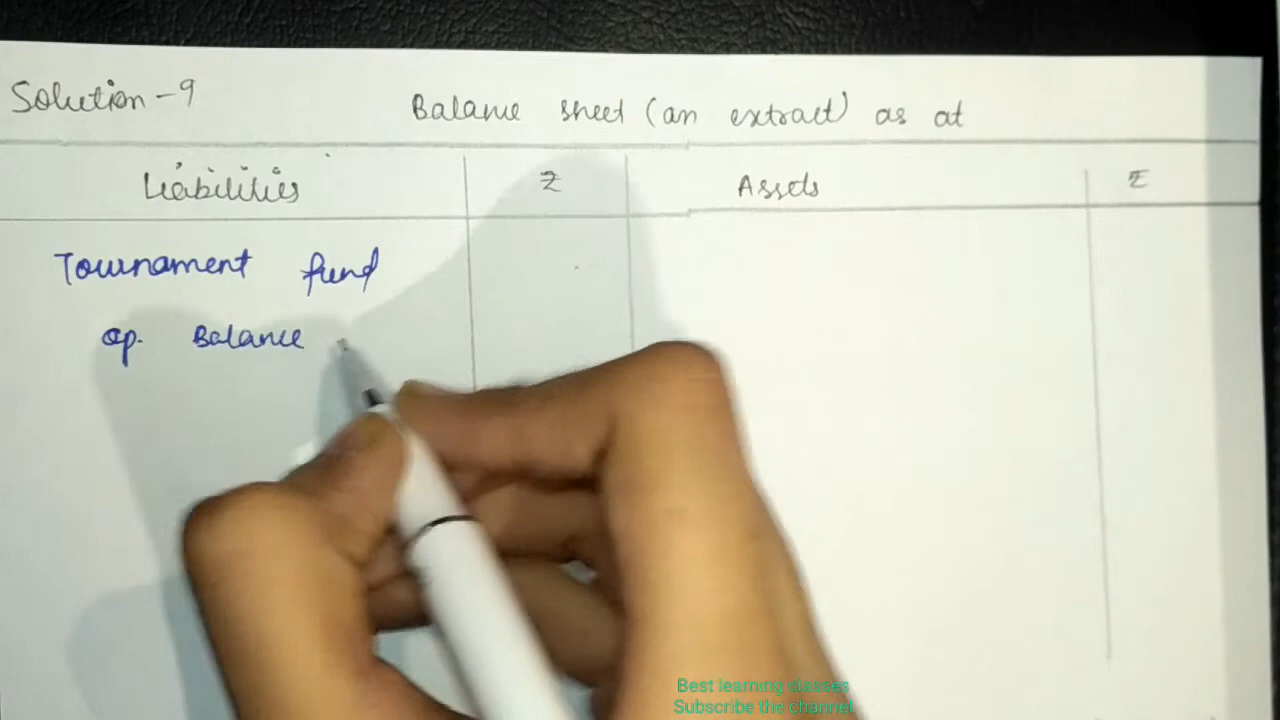 Solution - 9
Balance sheet (an extract) as at
Liabilities ₹ Assets ₹
Tournament fund
op. Balance
Best learning classes
Subscribe the channel